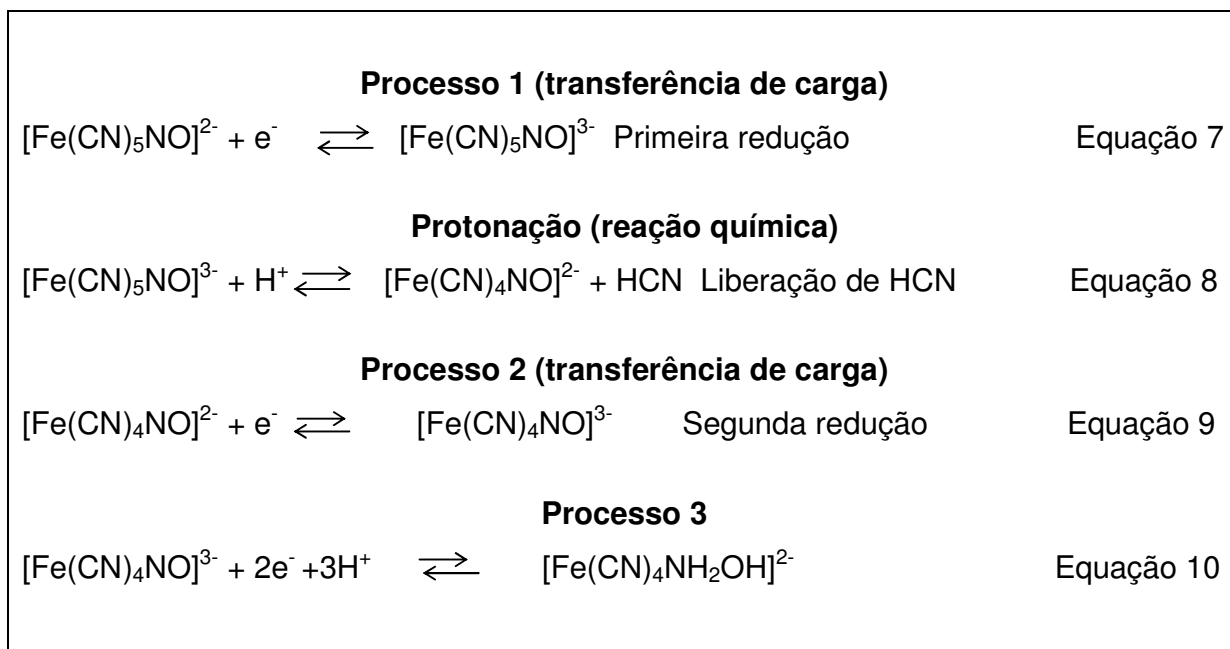 Processo 1 (transferência de carga)
[Fe(CN)₅NO]²⁻ + e⁻ ⇌ [Fe(CN)₅NO]³⁻ Primeira redução Equação 7
Protonação (reação química)
[Fe(CN)₅NO]³⁻ + H⁺ ⇌ [Fe(CN)₄NO]²⁻ + HCN Liberação de HCN Equação 8
Processo 2 (transferência de carga)
[Fe(CN)₄NO]²⁻ + e⁻ ⇌ [Fe(CN)₄NO]³⁻ Segunda redução Equação 9
Processo 3
[Fe(CN)₄NO]³⁻ + 2e⁻ +3H⁺ ⇌ [Fe(CN)₄NH₂OH]²⁻ Equação 10